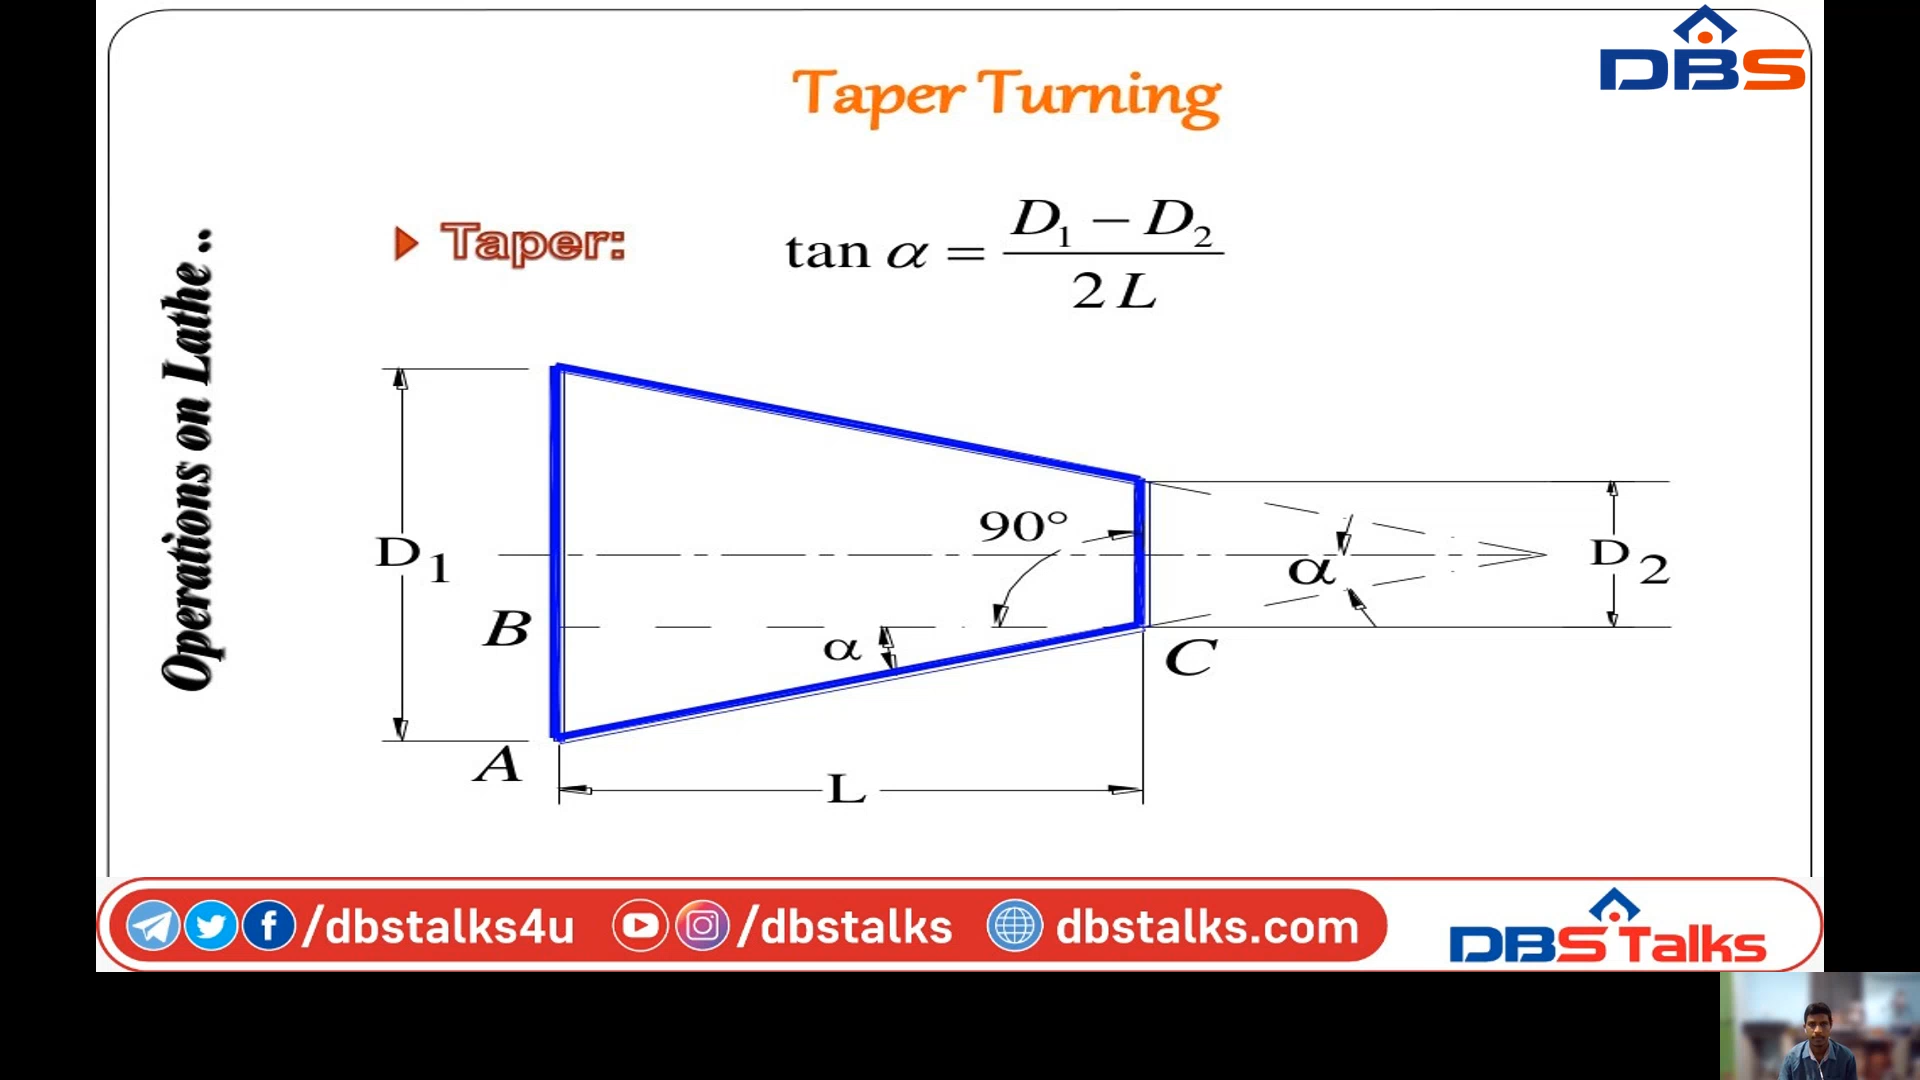 DBS
Taper Turning
Operations on Lathe ..
Taper:
tan α = D₁ − D₂ / 2 L
D₁
90°
α
D₂
B
α
C
A
L
/dbstalks4u
/dbstalks
dbstalks.com
DBS Talks